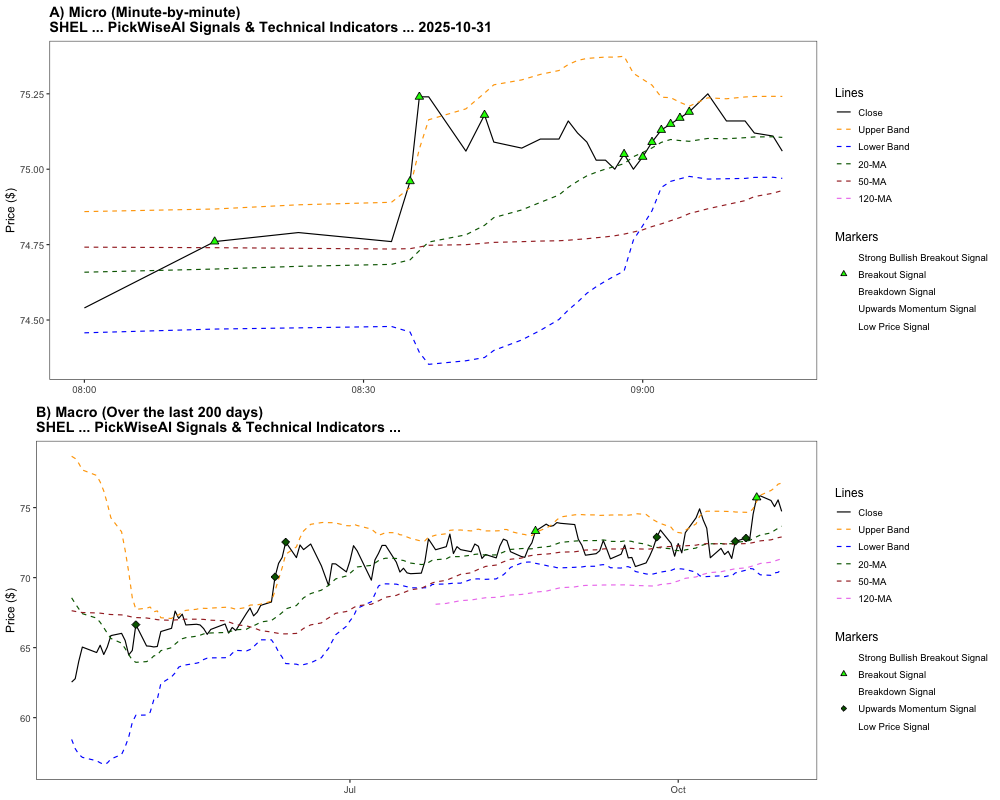 A) Micro (Minute-by-minute)
SHEL ... PickWiseAI Signals & Technical Indicators ... 2025-10-31
Price ($)
75.25
75.00
74.75
74.50
08:00
08:30
09:00
Lines
Close
Upper Band
Lower Band
20-MA
50-MA
120-MA
Markers
Strong Bullish Breakout Signal
Breakout Signal
Breakdown Signal
Upwards Momentum Signal
Low Price Signal
B) Macro (Over the last 200 days)
SHEL ... PickWiseAI Signals & Technical Indicators ...
Price ($)
75
70
65
60
Jul
Oct
Lines
Close
Upper Band
Lower Band
20-MA
50-MA
120-MA
Markers
Strong Bullish Breakout Signal
Breakout Signal
Breakdown Signal
Upwards Momentum Signal
Low Price Signal